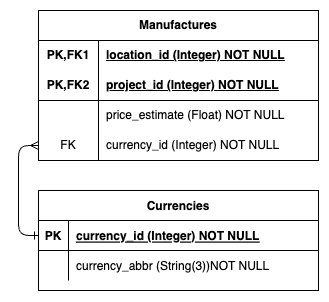 Manufactures
PK,FK1 location_id (Integer) NOT NULL
PK,FK2 project_id (Integer) NOT NULL
price_estimate (Float) NOT NULL
FK currency_id (Integer) NOT NULL
Currencies
PK currency_id (Integer) NOT NULL
currency_abbr (String(3))NOT NULL